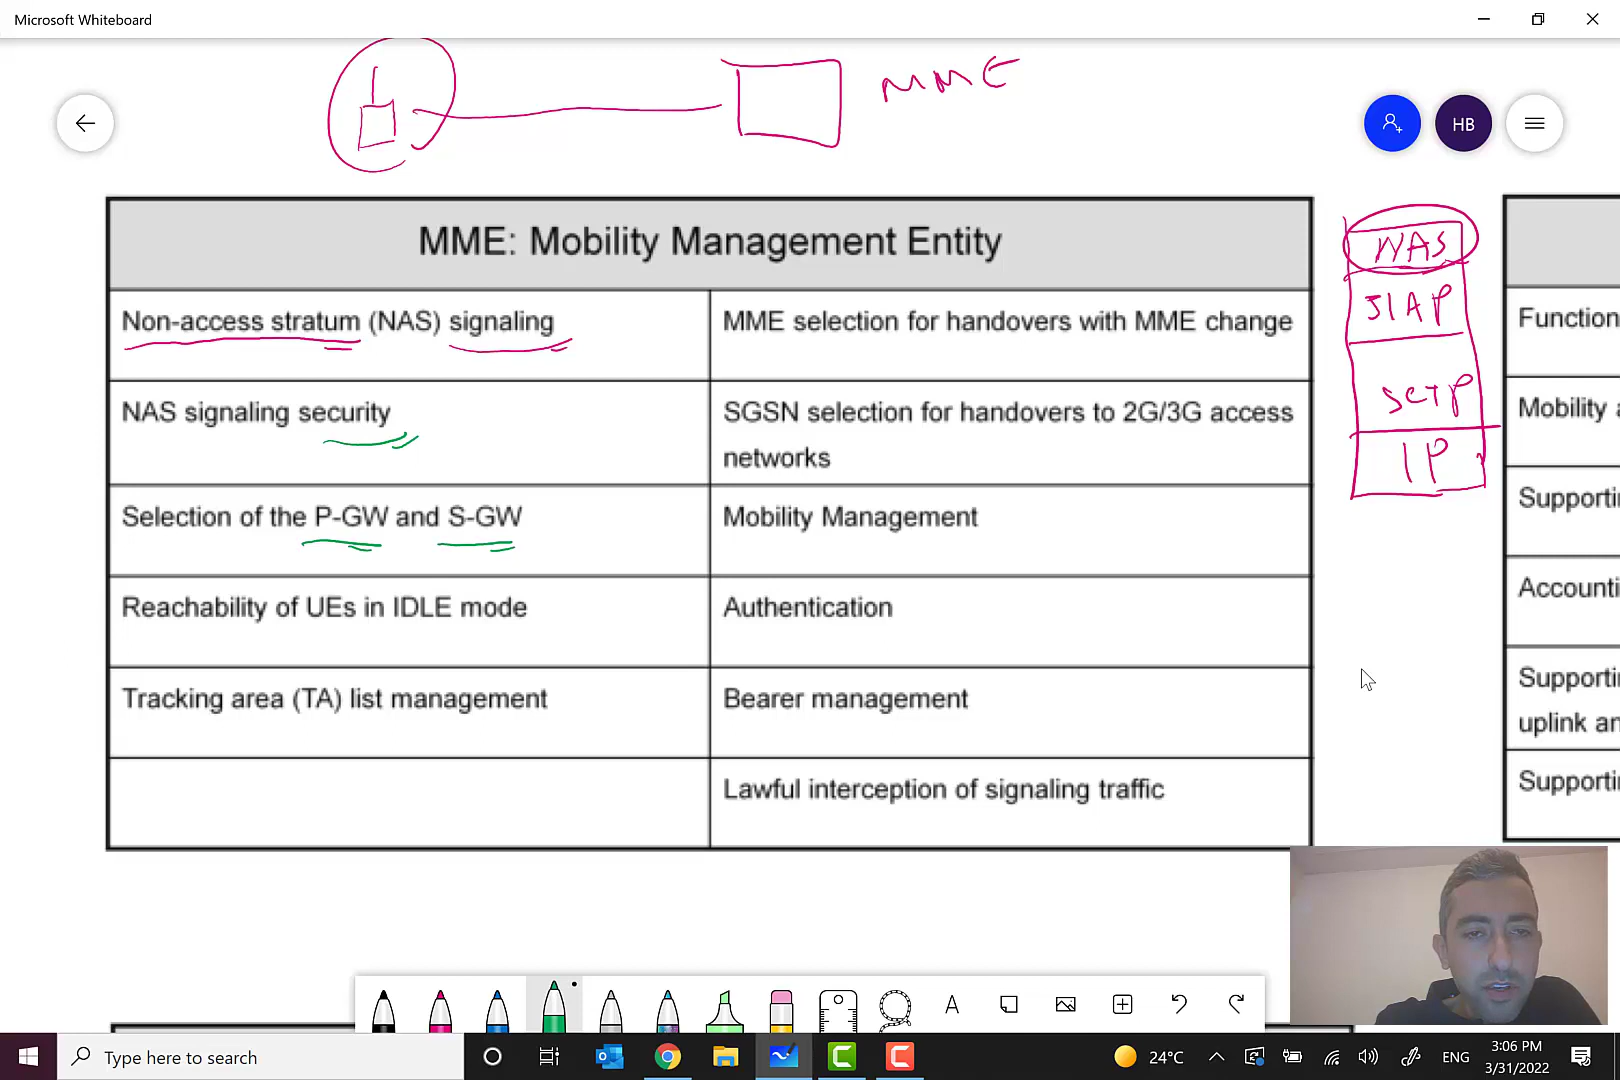 Microsoft Whiteboard
MME
HB
MME: Mobility Management Entity
Non-access stratum (NAS) signaling
MME selection for handovers with MME change
NAS signaling security
SGSN selection for handovers to 2G/3G access
networks
Selection of the P-GW and S-GW
Mobility Management
Reachability of UEs in IDLE mode
Authentication
Tracking area (TA) list management
Bearer management
Lawful interception of signaling traffic
NAS
S1AP
SCTP
IP
Function
Mobility a
Supportin
Accounti
Supportin
uplink an
Supportin
A
Type here to search
24°C
ENG
3:06 PM
3/31/2022